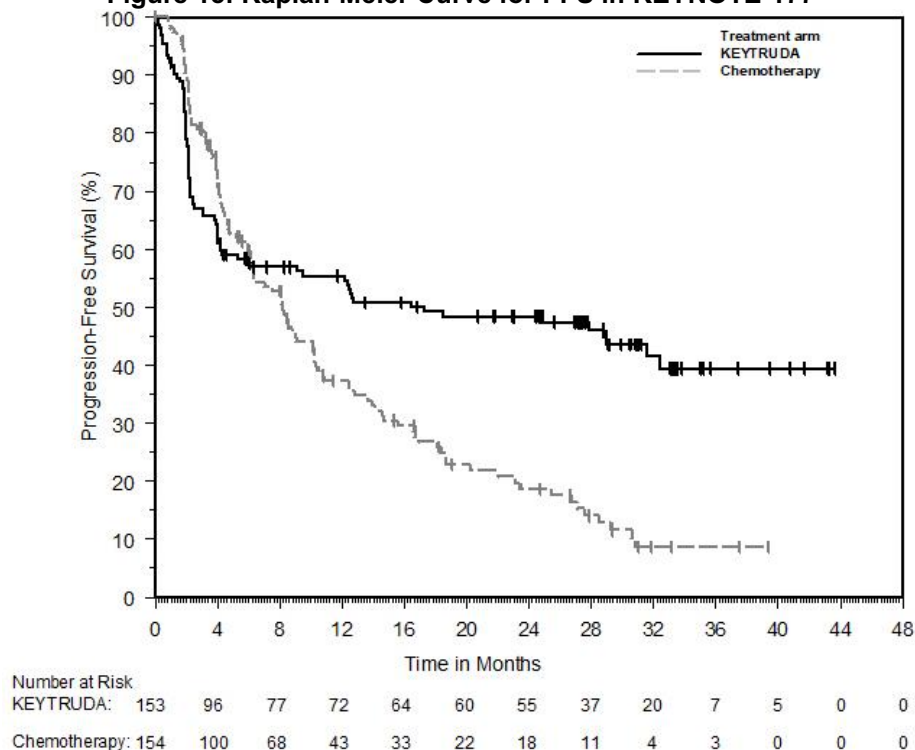 Kaplan-Meier Curve for PFS in KEYNOTE-177
Treatment arm
KEYTRUDA
Chemotherapy
Progression-Free Survival (%)
100
90
80
70
60
50
40
30
20
10
0
0 4 8 12 16 20 24 28 32 36 40 44 48
Time in Months
Number at Risk
KEYTRUDA: 153 96 77 72 64 60 55 37 20 7 5 0 0
Chemotherapy: 154 100 68 43 33 22 18 11 4 3 0 0 0